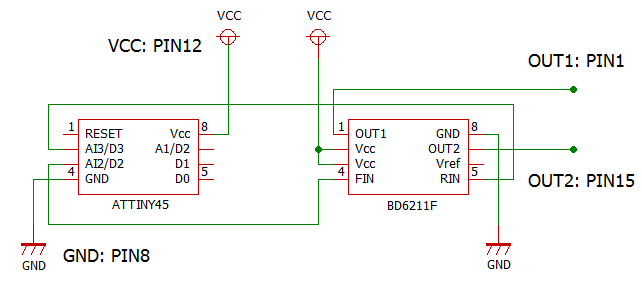 VCC VCC
VCC: PIN12
OUT1: PIN1
1 RESET Vcc 8
AI3/D3 A1/D2
AI2/D2 D1
4 GND D0 5
ATTINY45
1 OUT1 GND 8
Vcc OUT2
Vcc Vref
4 FIN RIN 5
BD6211F
OUT2: PIN15
GND
GND: PIN8
GND